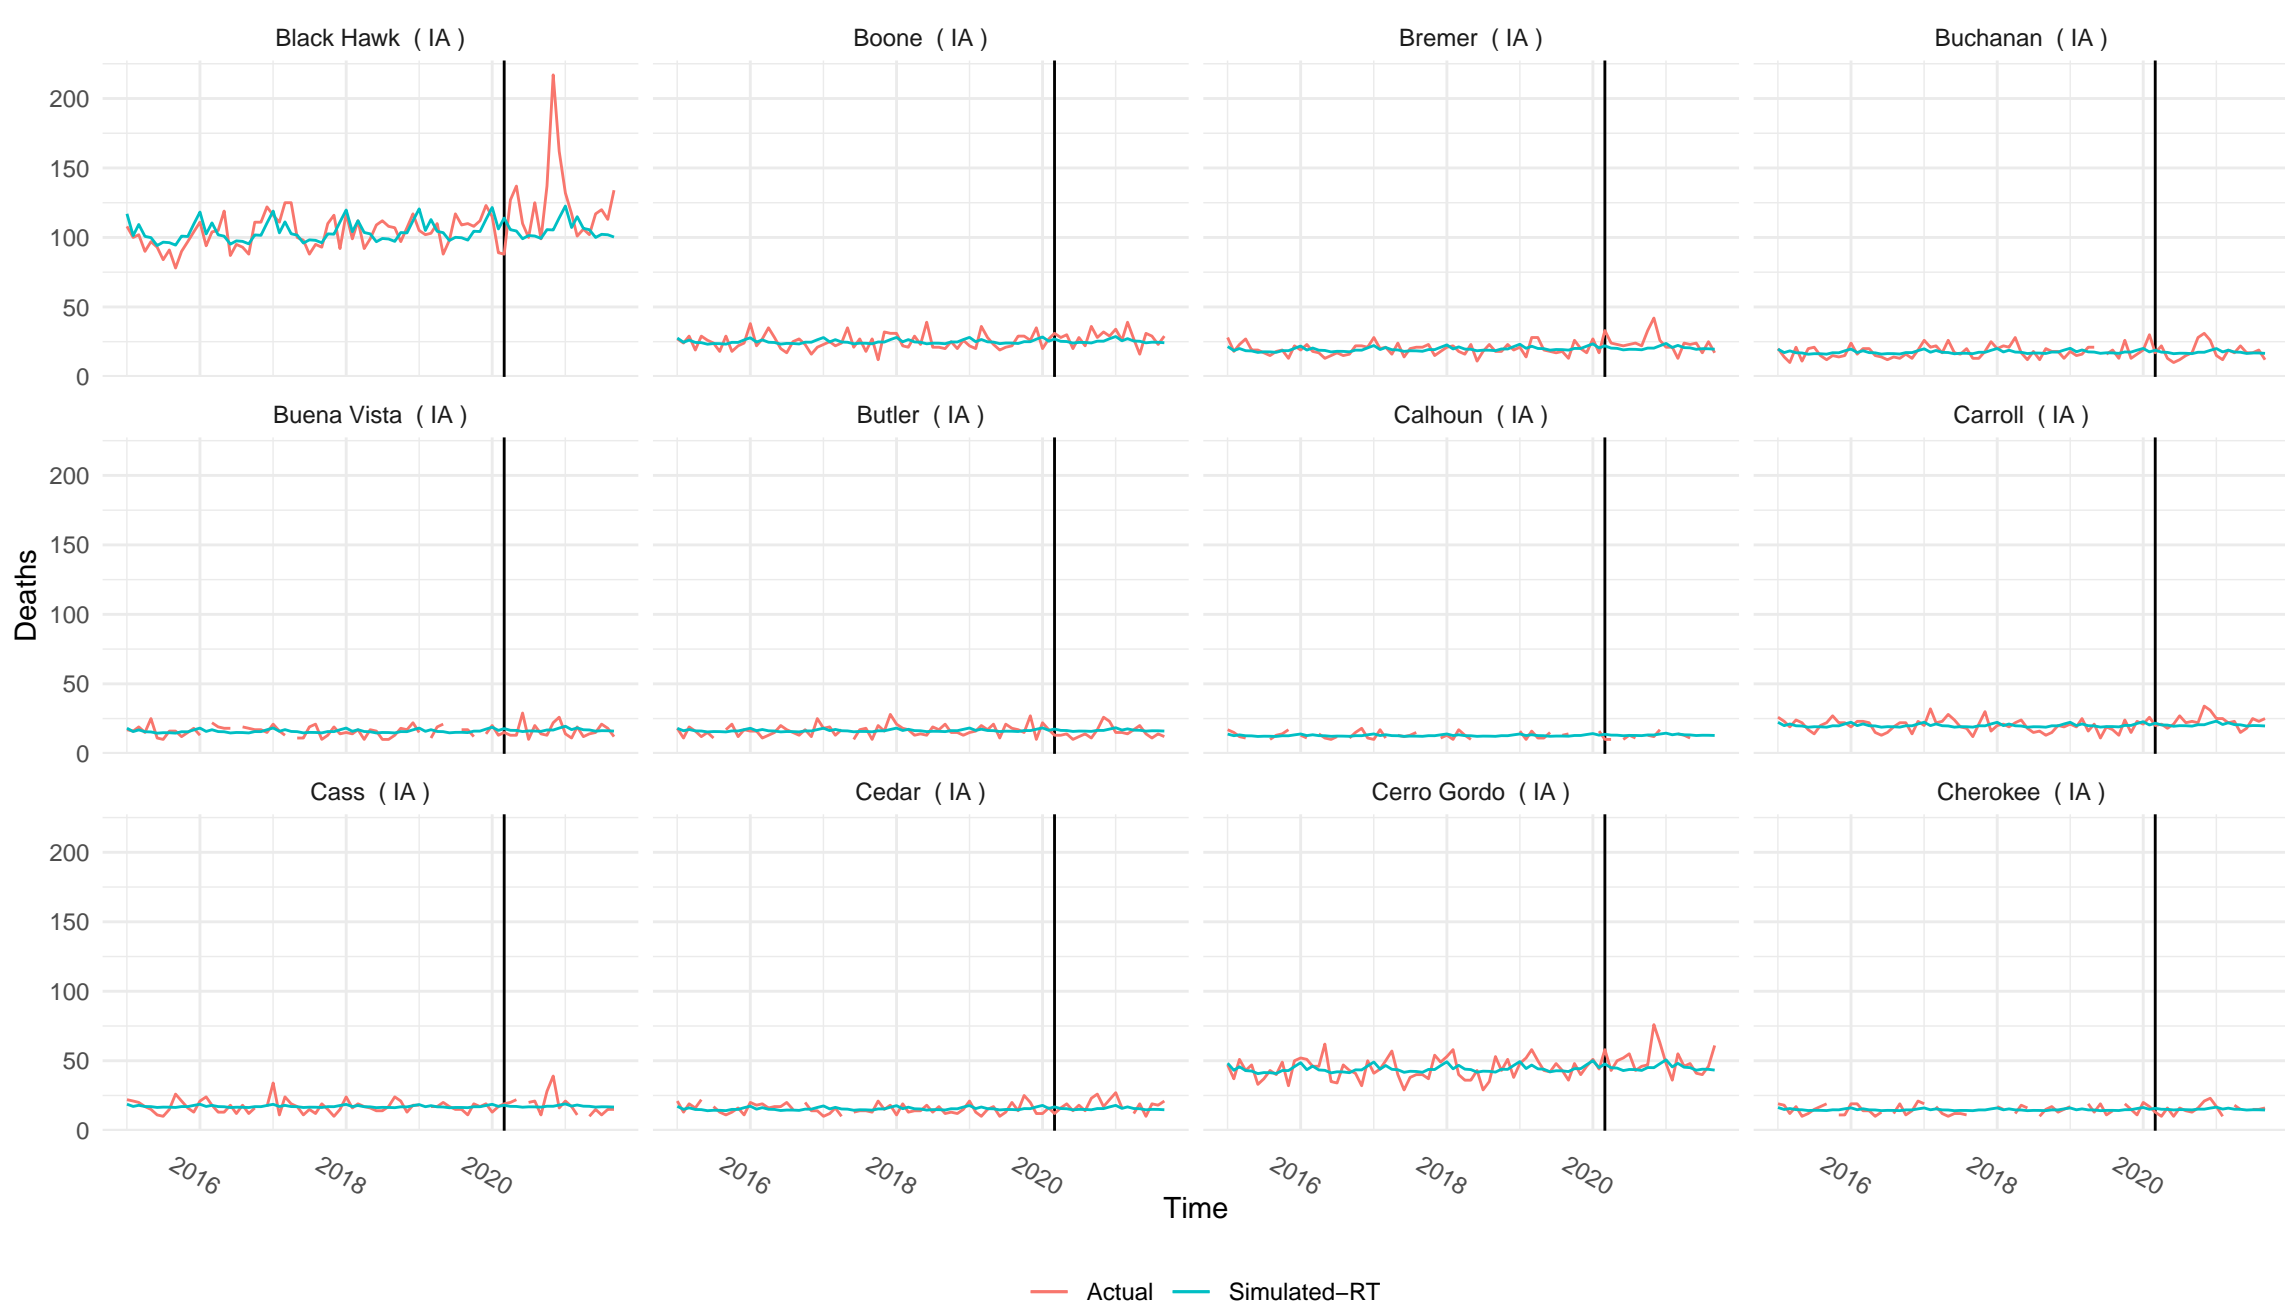 Black Hawk ( IA )
Boone ( IA )
Bremer ( IA )
Buchanan ( IA )
200
150
100
50
0
Buena Vista ( IA )
Butler ( IA )
Calhoun ( IA )
Carroll ( IA )
200
150
100
50
0
Deaths
Cass ( IA )
Cedar ( IA )
Cerro Gordo ( IA )
Cherokee ( IA )
200
150
100
50
0
2016 2018 2020
2016 2018 2020
2016 2018 2020
2016 2018 2020
Time
Actual
Simulated−RT